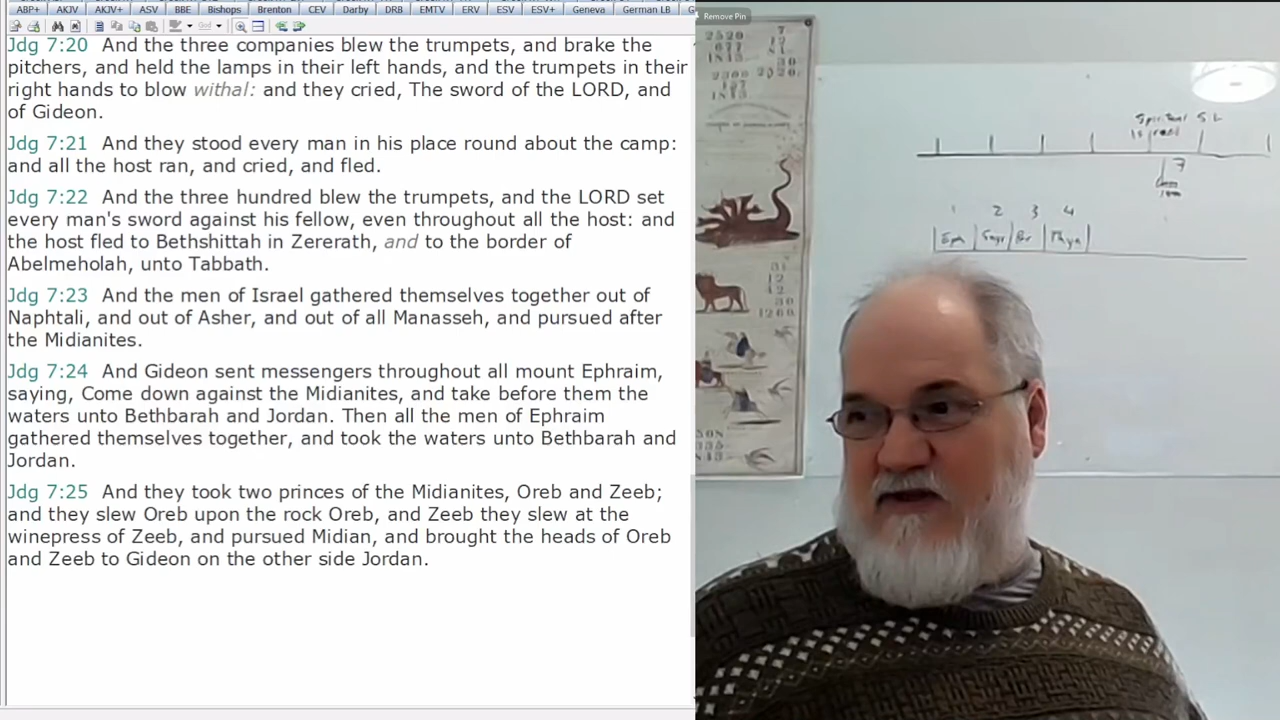 ABP+ AKJV AKJV+ ASV BBE Bishops Brenton CEV Darby DRB EMTV ERV ESV ESV+ Geneva German LB G
Jdg 7:20 And the three companies blew the trumpets, and brake the
pitchers, and held the lamps in their left hands, and the trumpets in their
right hands to blow withal: and they cried, The sword of the LORD, and
of Gideon.
Jdg 7:21 And they stood every man in his place round about the camp:
and all the host ran, and cried, and fled.
Jdg 7:22 And the three hundred blew the trumpets, and the LORD set
every man's sword against his fellow, even throughout all the host: and
the host fled to Bethshittah in Zererath, and to the border of
Abelmeholah, unto Tabbath.
Jdg 7:23 And the men of Israel gathered themselves together out of
Naphtali, and out of Asher, and out of all Manasseh, and pursued after
the Midianites.
Jdg 7:24 And Gideon sent messengers throughout all mount Ephraim,
saying, Come down against the Midianites, and take before them the
waters unto Bethbarah and Jordan. Then all the men of Ephraim
gathered themselves together, and took the waters unto Bethbarah and
Jordan.
Jdg 7:25 And they took two princes of the Midianites, Oreb and Zeeb;
and they slew Oreb upon the rock Oreb, and Zeeb they slew at the
winepress of Zeeb, and pursued Midian, and brought the heads of Oreb
and Zeeb to Gideon on the other side Jordan.
Remove Pin
2520 7
677 12
1843
2300
1843
30
1260
Spiritual S.L
7
1 2 3 4
Eph